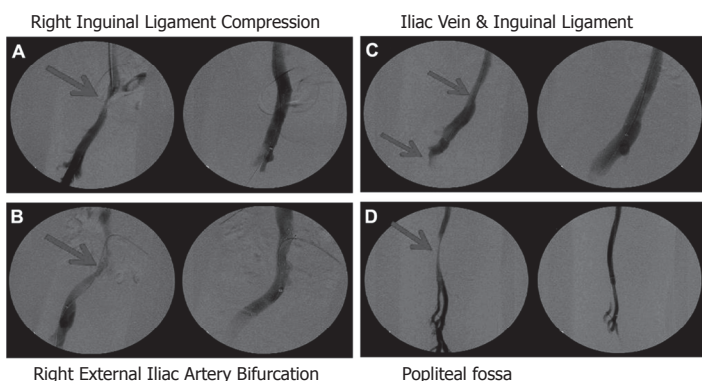 Right Inguinal Ligament Compression
Iliac Vein & Inguinal Ligament
A
C
B
D
Right External Iliac Artery Bifurcation
Popliteal fossa